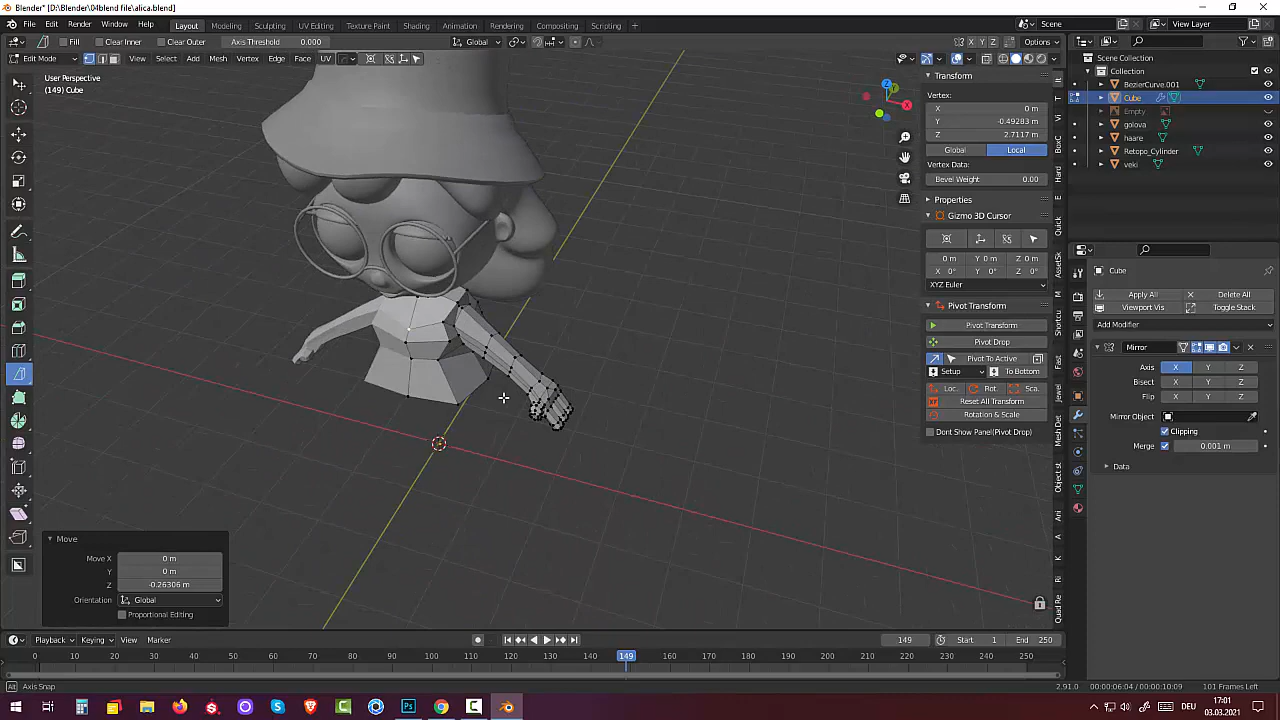 Blender* [D:\04blend file\alica.blend]
File Edit Render Window Help Layout Modeling Sculpting UV Editing Texture Paint Shading Animation Rendering Compositing Scripting Scene View Layer
Fill Clear Inner Clear Outer Axis Threshold 0.000 Global X Y Z Options
Edit Mode View Select Add Mesh Vertex Edge Face UV
User Perspective
(149) Cube
Transform
Vertex:
X 0 m
Y -0.49283 m
Z 2.7117 m
Global Local
Vertex Data:
Bevel Weight 0.00
Properties
Gizmo 3D Cursor
0 m Y 0 m Z 0 m
X 0° Y 0° Z 0°
XYZ Euler
Pivot Transform
Pivot Transform
Pivot Drop
Pivot To Active
Setup To Bottom
Loc. Rot. Sca.
Reset All Transform
Rotation & Scale
Dont Show Panel(Pivot Drop)
Scene Collection
Collection
BezierCurve.001
Cube
Empty
golova
haare
Retopo_Cylinder
veki
Cube
Apply All Delete All
Viewport Vis Toggle Stack
Add Modifier
Mirror
Axis X Y Z
Bisect X Y Z
Flip X Y Z
Mirror Object
Clipping
Merge 0.001 m
Data
Move
Move X 0 m
Y 0 m
Z -0.26306 m
Orientation Global
Proportional Editing
Playback Keying View Marker 149 Start 1 End 250
0 10 20 30 40 50 60 70 80 90 100 110 120 130 140 149 160 170 180 190 200 210 220 230 240 250
Axis Snap 2.91.0 00:00:06:04 / 00:00:10:09 101 Frames Left
DEU 17:01
03.03.2021